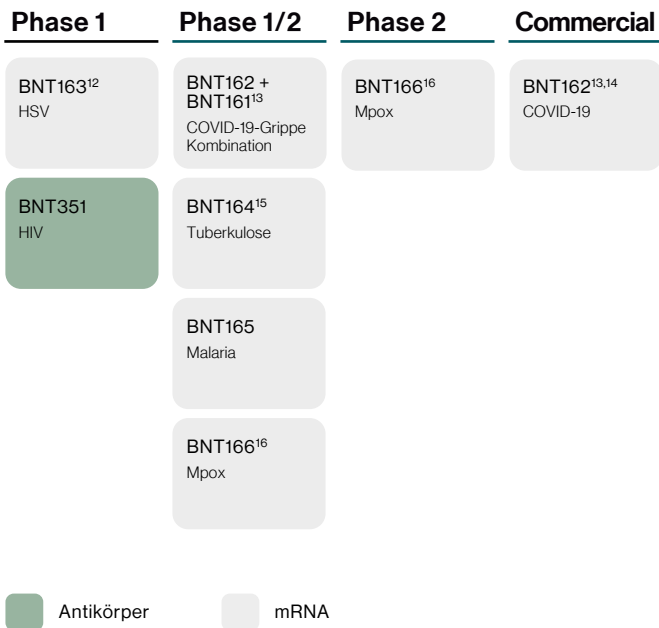 Phase 1
Phase 1/2
Phase 2
Commercial
BNT163¹²
HSV
BNT162 +
BNT161¹³
COVID-19-Grippe
Kombination
BNT166¹⁶
Mpox
BNT162¹³,¹⁴
COVID-19
BNT351
HIV
BNT164¹⁵
Tuberkulose
BNT165
Malaria
BNT166¹⁶
Mpox
Antikörper
mRNA